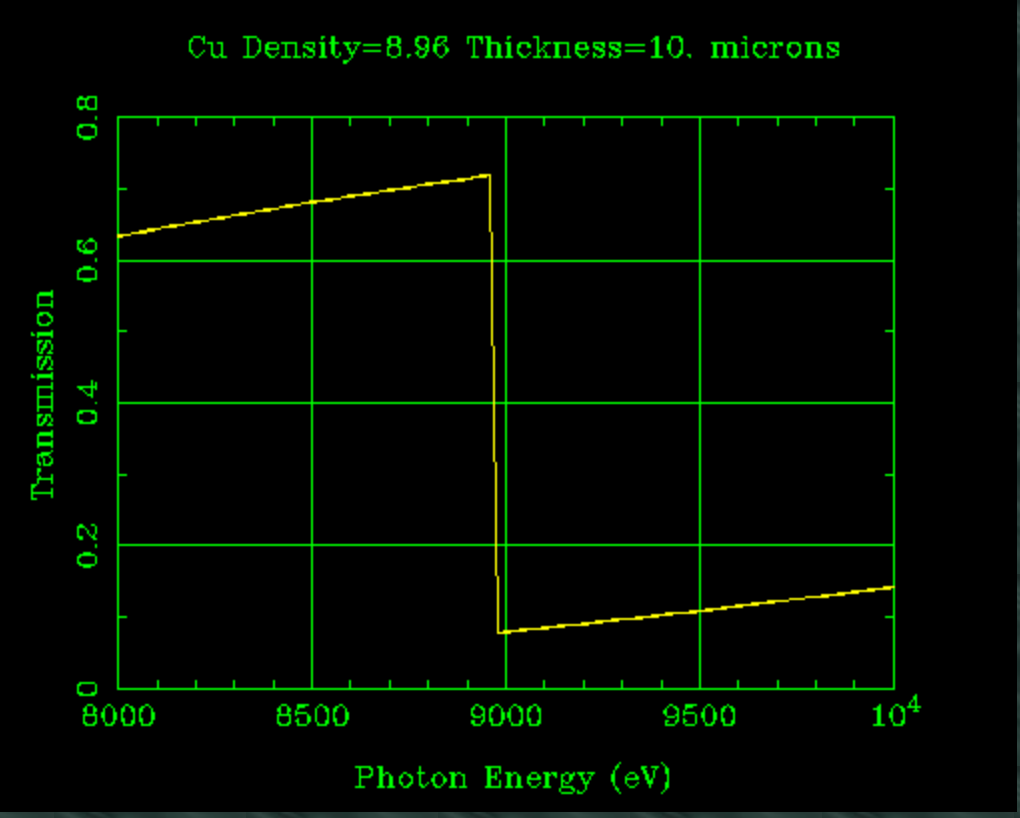 Cu Density=8.96 Thickness=10. microns
0.8
0.6
0.4
0.2
0
Transmission
8000 8500 9000 9500 10⁴
Photon Energy (eV)